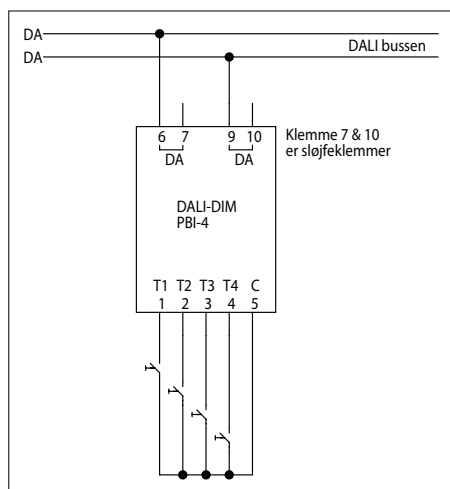 DA
DALI bussen
DA
6 7 9 10
DA DA
Klemme 7 & 10
er sløjfeklemmer
DALI-DIM
PBI-4
T1 T2 T3 T4 C
1 2 3 4 5